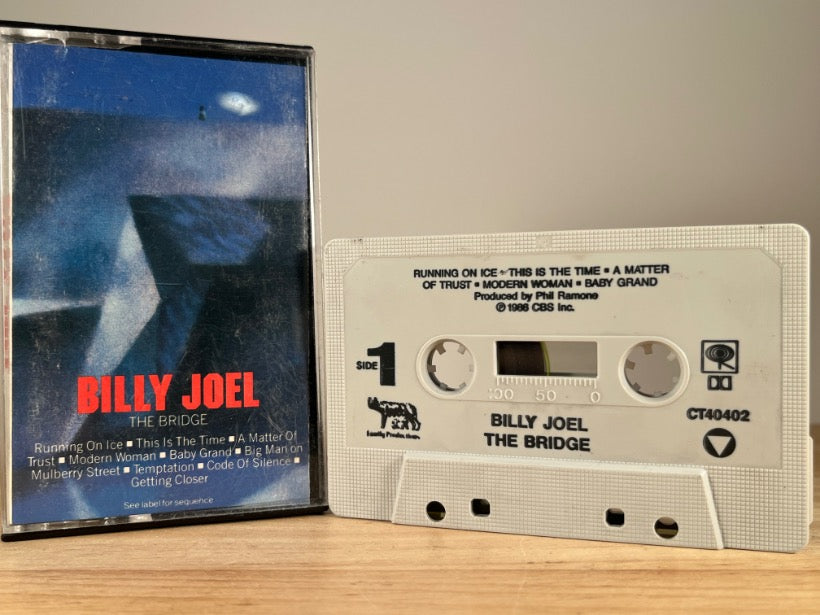 BILLY JOEL
THE BRIDGE
Running On Ice ■ This Is The Time ■ A Matter Of
Trust ■ Modern Woman ■ Baby Grand ■ Big Man on
Mulberry Street ■ Temptation ■ Code Of Silence ■
Getting Closer
See label for sequence
RUNNING ON ICE ■ THIS IS THE TIME ■ A MATTER
OF TRUST ■ MODERN WOMAN ■ BABY GRAND
Produced by Phil Ramone
℗ 1986 CBS Inc.
SIDE 1
100 50 0
Family Productions
BILLY JOEL
THE BRIDGE
CT40402